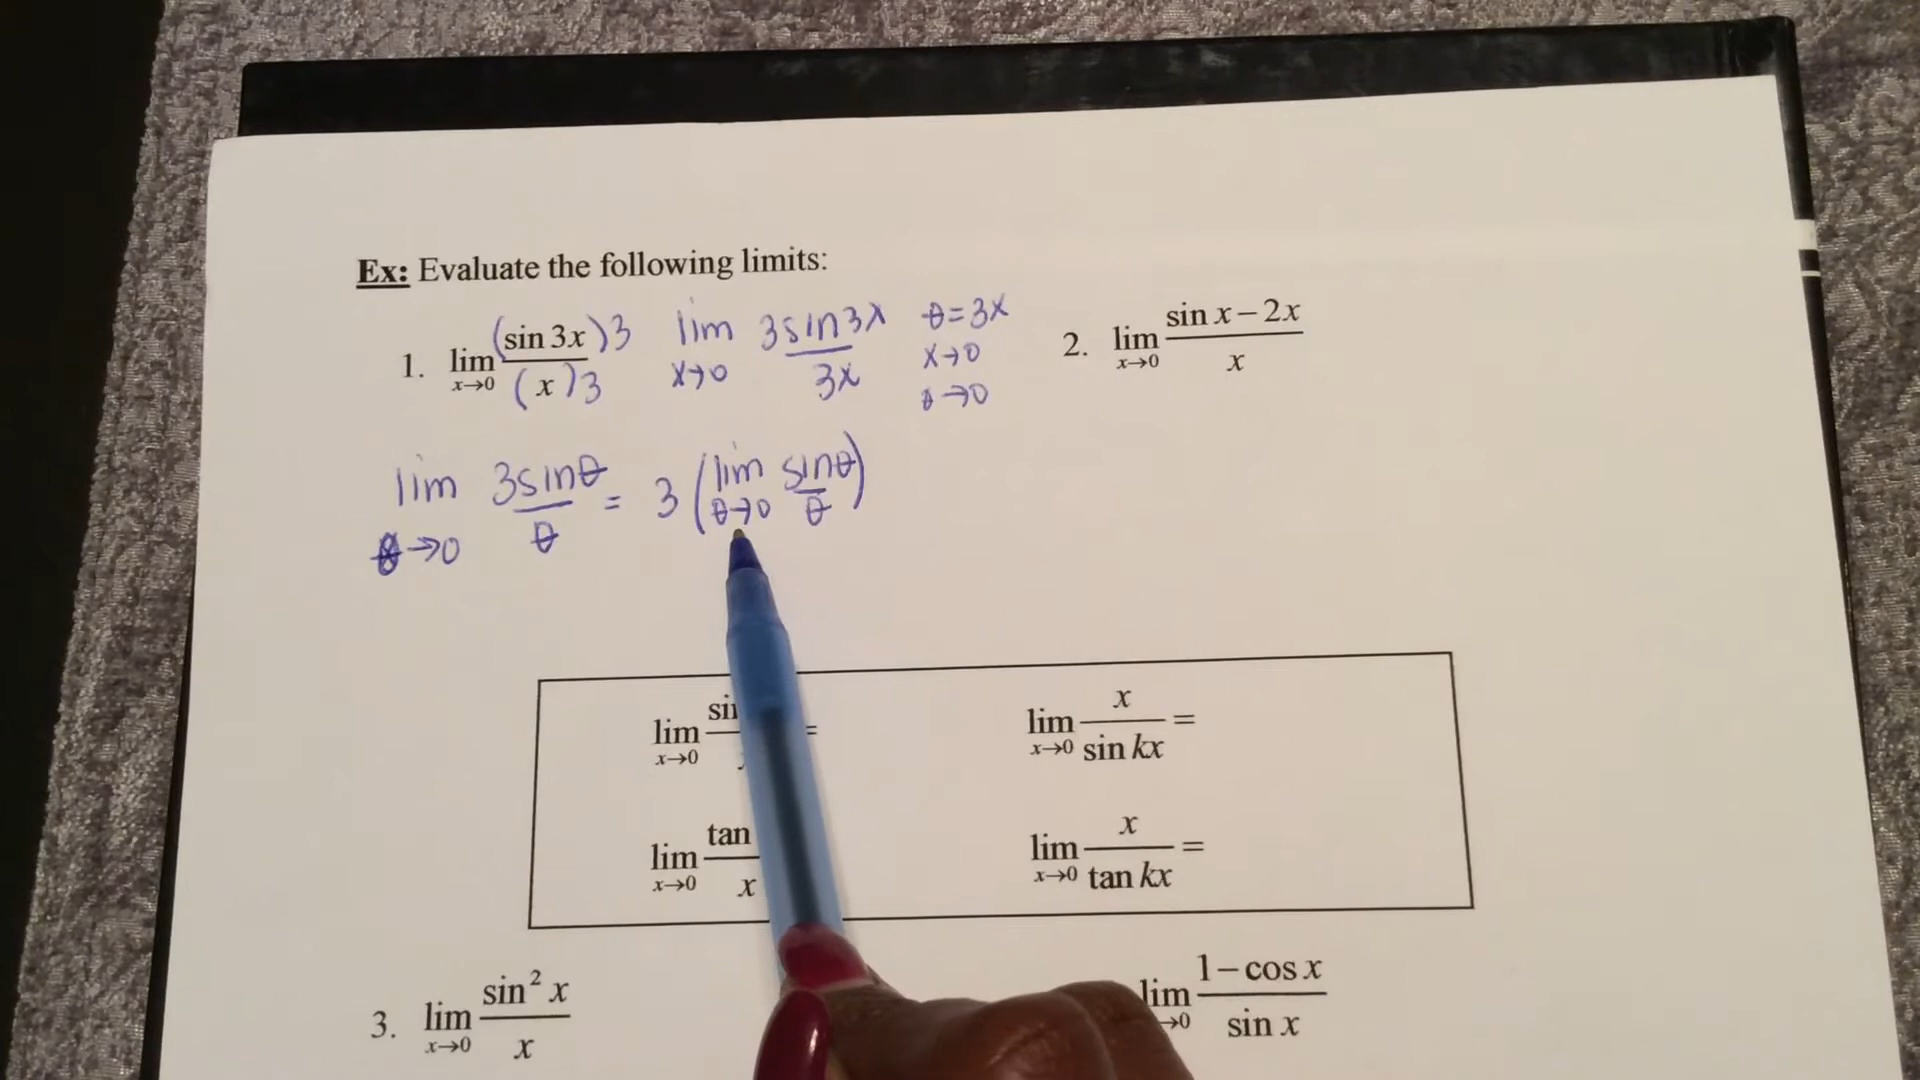 Ex: Evaluate the following limits:
1. lim x→0 (sin 3x)3 / (x)3
lim x→0 3sin3x / 3x
θ=3x
x→0
θ→0
2. lim x→0 sin x − 2x / x
lim θ→0 3sinθ / θ = 3 (lim θ→0 sinθ / θ)
lim x→0 =
lim x→0 x / sin kx =
lim x→0 tan / x
lim x→0 x / tan kx =
3. lim x→0 sin² x / x
lim →0 1 − cos x / sin x